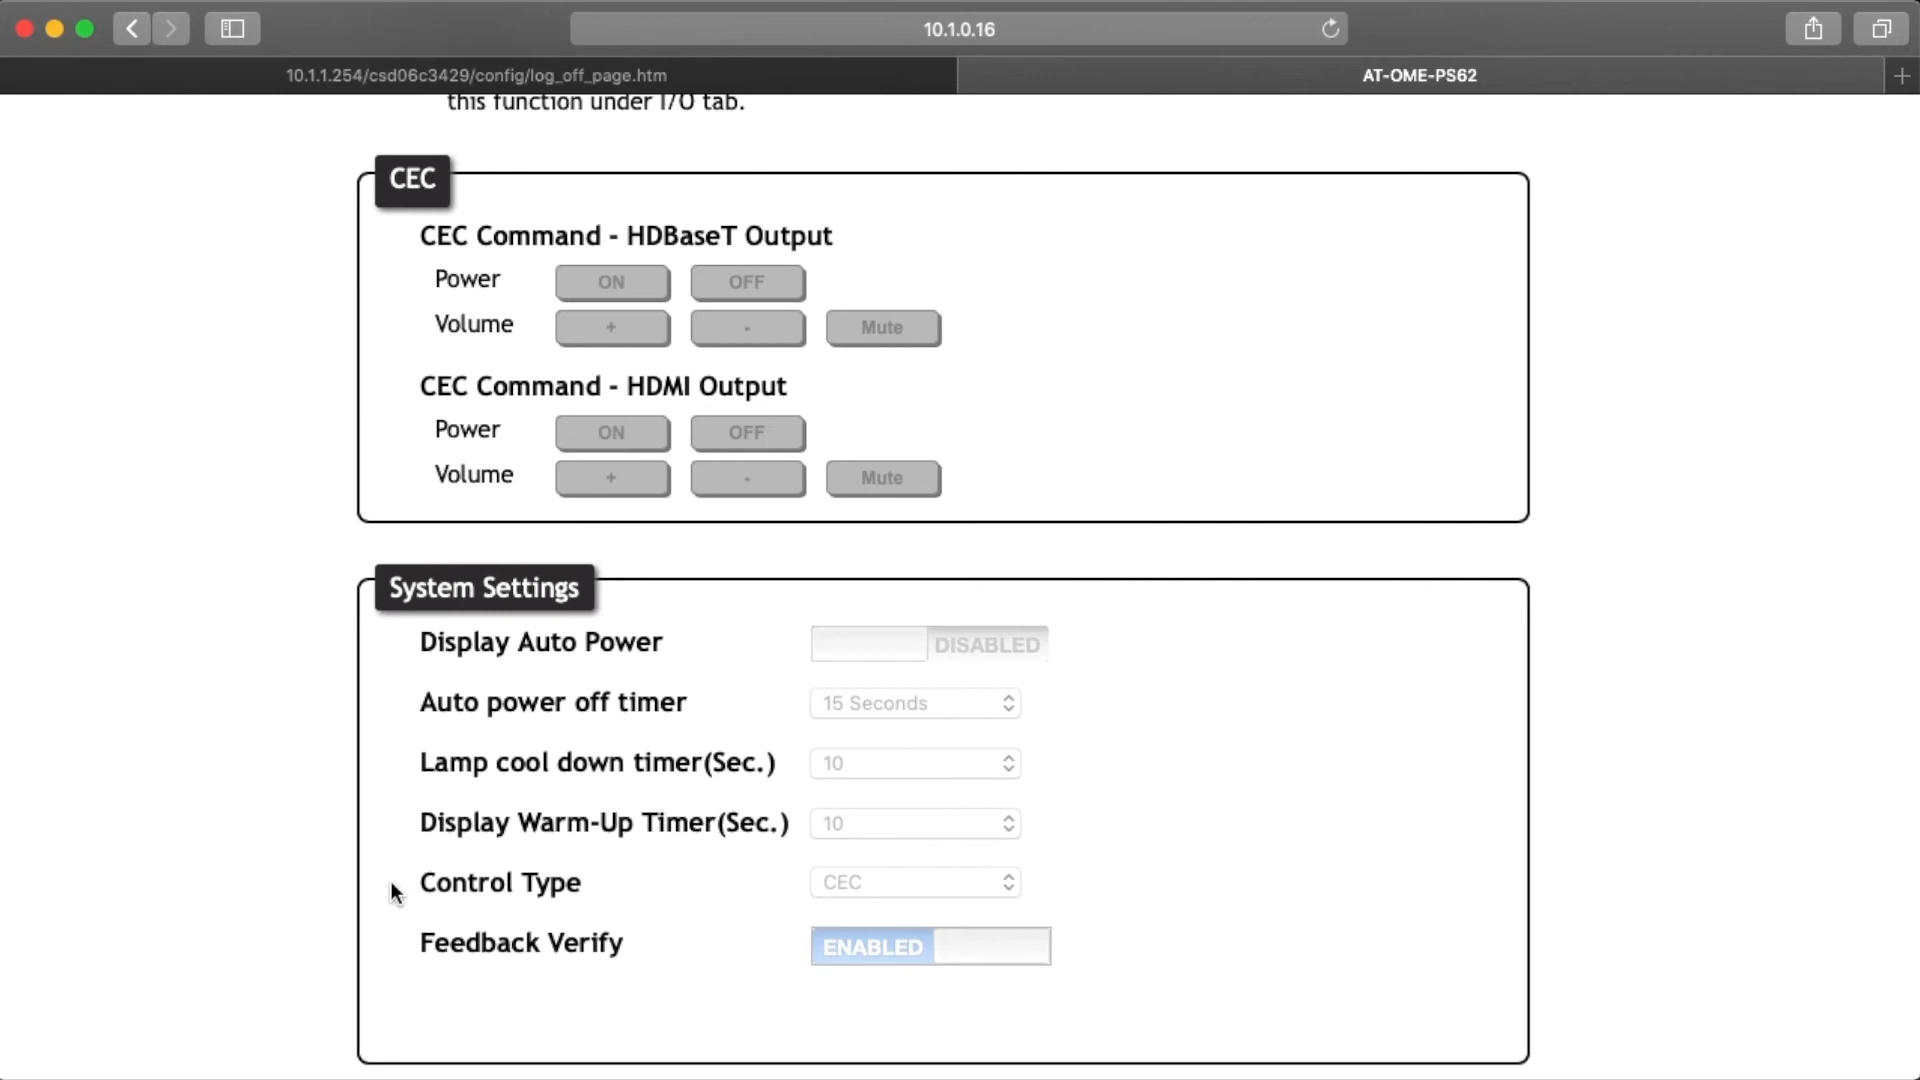 10.1.0.16
10.1.1.254/csd06c3429/config/log_off_page.htm
AT-OME-PS62
this function under I/O tab.
CEC
CEC Command - HDBaseT Output
Power ON OFF
Volume + - Mute
CEC Command - HDMI Output
Power ON OFF
Volume + - Mute
System Settings
Display Auto Power DISABLED
Auto power off timer 15 Seconds
Lamp cool down timer(Sec.) 10
Display Warm-Up Timer(Sec.) 10
Control Type CEC
Feedback Verify ENABLED